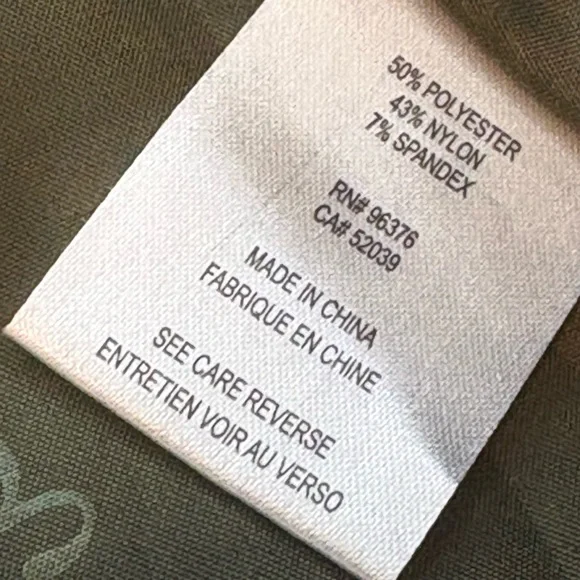 50% POLYESTER
43% NYLON
7% SPANDEX
RN# 96376
CA# 52039
MADE IN CHINA
FABRIQUE EN CHINE
SEE CARE REVERSE
ENTRETIEN VOIR AU VERSO